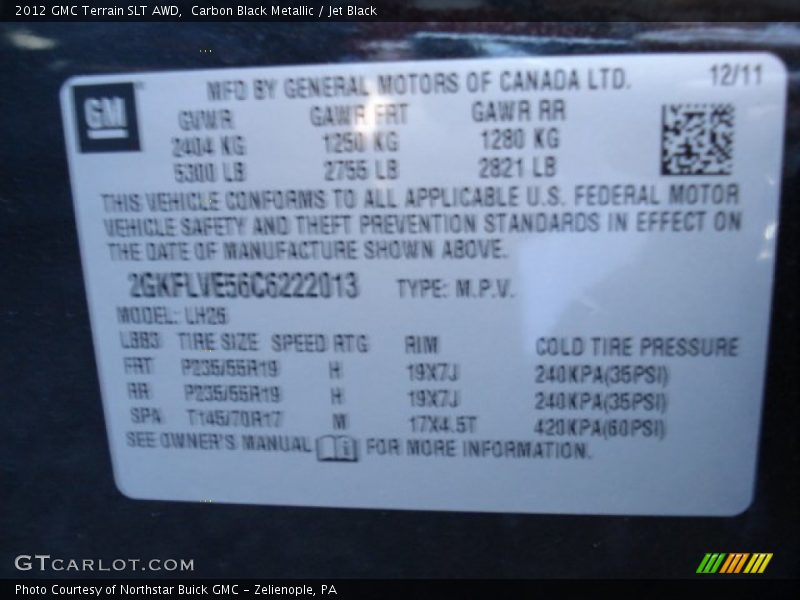 2012 GMC Terrain SLT AWD,  Carbon Black Metallic / Jet Black
MFD BY GENERAL MOTORS OF CANADA LTD. 12/11
GM
GVWR GAWR FRT GAWR RR
2404 KG 1250 KG 1280 KG
5300 LB 2755 LB 2821 LB
THIS VEHICLE CONFORMS TO ALL APPLICABLE U.S. FEDERAL MOTOR
VEHICLE SAFETY AND THEFT PREVENTION STANDARDS IN EFFECT ON
THE DATE OF MANUFACTURE SHOWN ABOVE.
2GKFLVE56C6222013 TYPE: M.P.V.
MODEL: LH26
TIRE SIZE SPEED RTG RIM COLD TIRE PRESSURE
FRT P235/55R19 H 19X7J 240KPA(35PSI)
RR P235/55R19 H 19X7J 240KPA(35PSI)
SPA T145/70R17 M 17X4.5T 420KPA(60PSI)
SEE OWNER'S MANUAL FOR MORE INFORMATION.
GTCARLOT.COM
Photo Courtesy of Northstar Buick GMC - Zelienople, PA